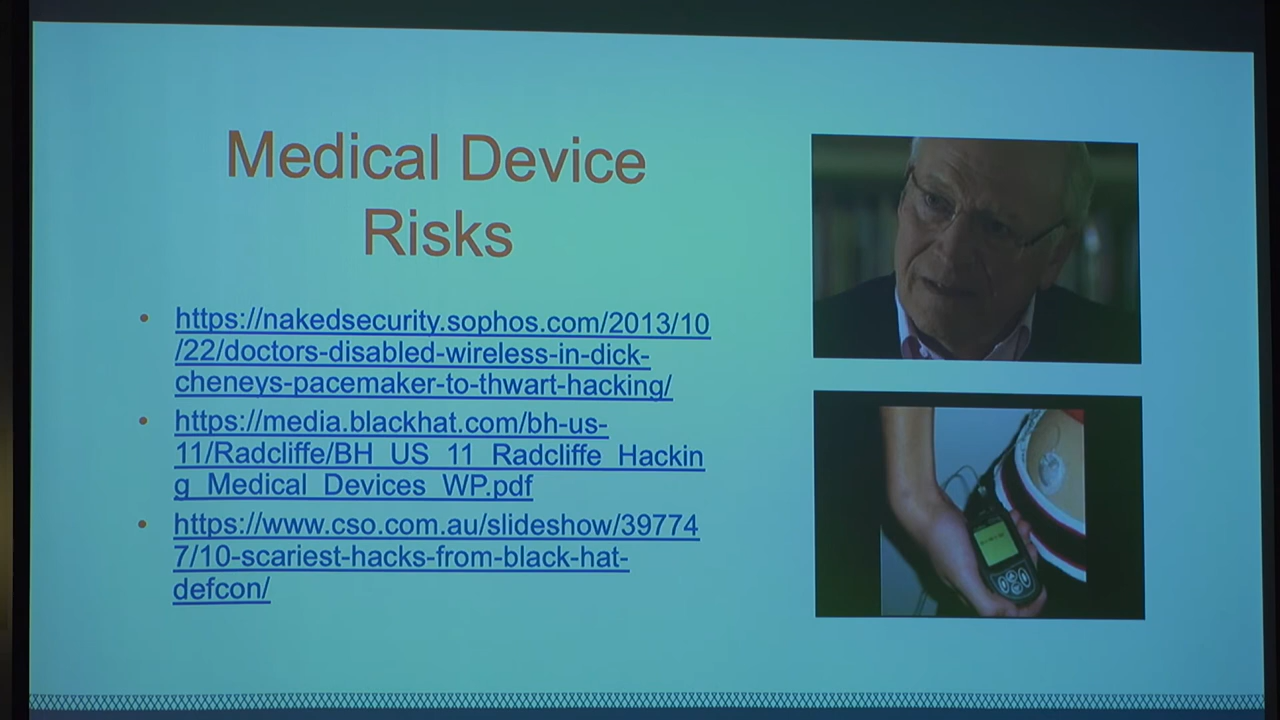 Medical Device
Risks
• https://nakedsecurity.sophos.com/2013/10
/22/doctors-disabled-wireless-in-dick-
cheneys-pacemaker-to-thwart-hacking/
• https://media.blackhat.com/bh-us-
11/Radcliffe/BH_US_11_Radcliffe_Hackin
g_Medical_Devices_WP.pdf
• https://www.cso.com.au/slideshow/39774
7/10-scariest-hacks-from-black-hat-
defcon/